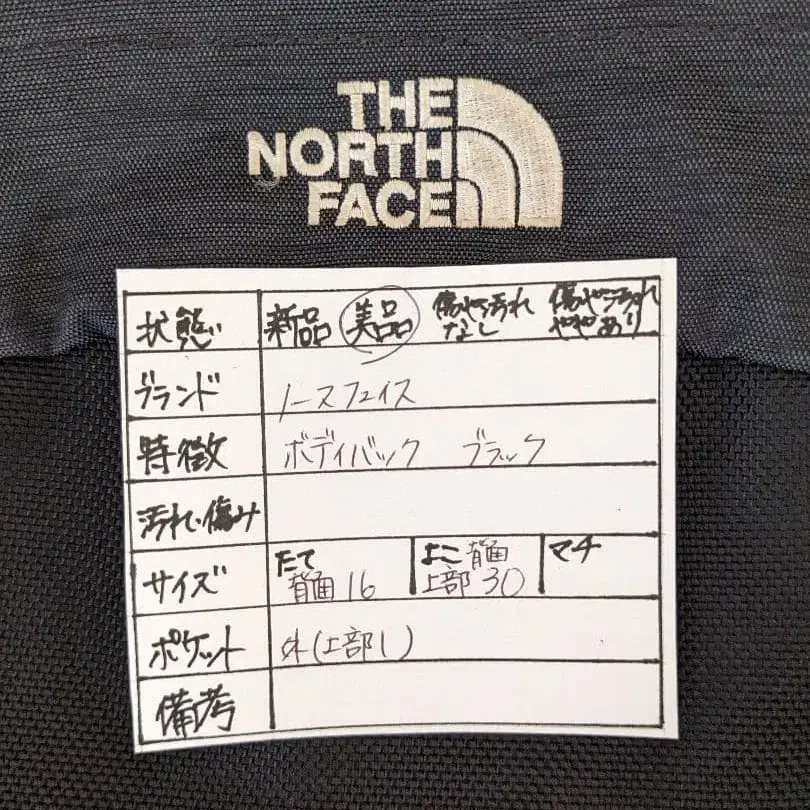 THE
NORTH
FACE
状態 新品 美品 傷や汚れなし 傷や汚れややあり
ブランド ノースフェイス
特徴 ボディバック ブラック
汚れ・傷み
サイズ たて 背面16 よこ 背面上部30 マチ
ポケット 外(上部1)
備考